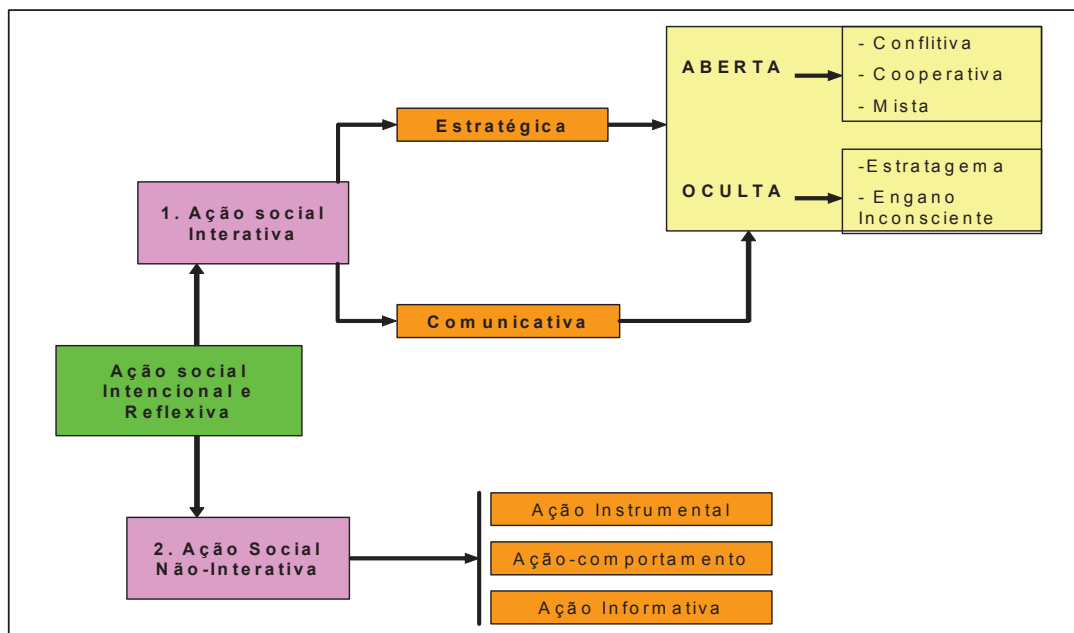 ABERTA
- Conflitiva
- Cooperativa
- Mista
Estratégica
OCULTA
-Estratagema
- Engano
Inconsciente
1. Ação social
Interativa
Comunicativa
Ação social
Intencional e
Reflexiva
2. Ação Social
Não-Interativa
Ação Instrumental
Ação-comportamento
Ação Informativa